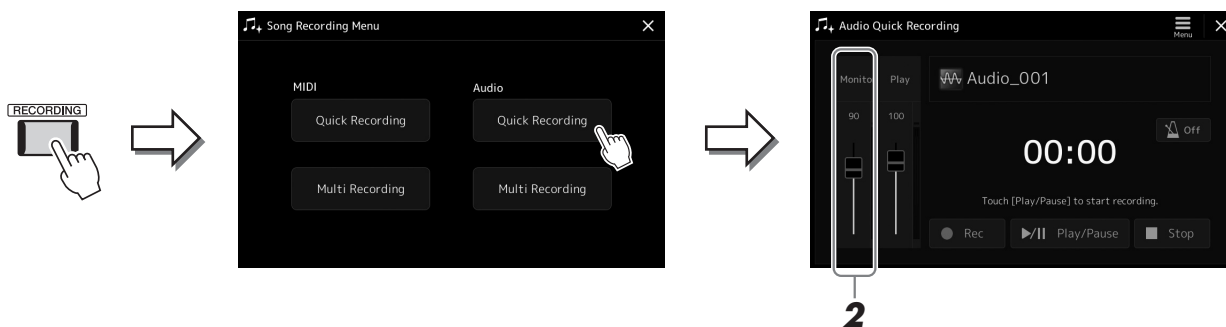 RECORDING
Song Recording Menu
MIDI
Audio
Quick Recording
Quick Recording
Multi Recording
Multi Recording
Audio Quick Recording
Menu
Monito
Play
90
100
Audio_001
Off
00:00
Touch [Play/Pause] to start recording.
Rec
Play/Pause
Stop
2